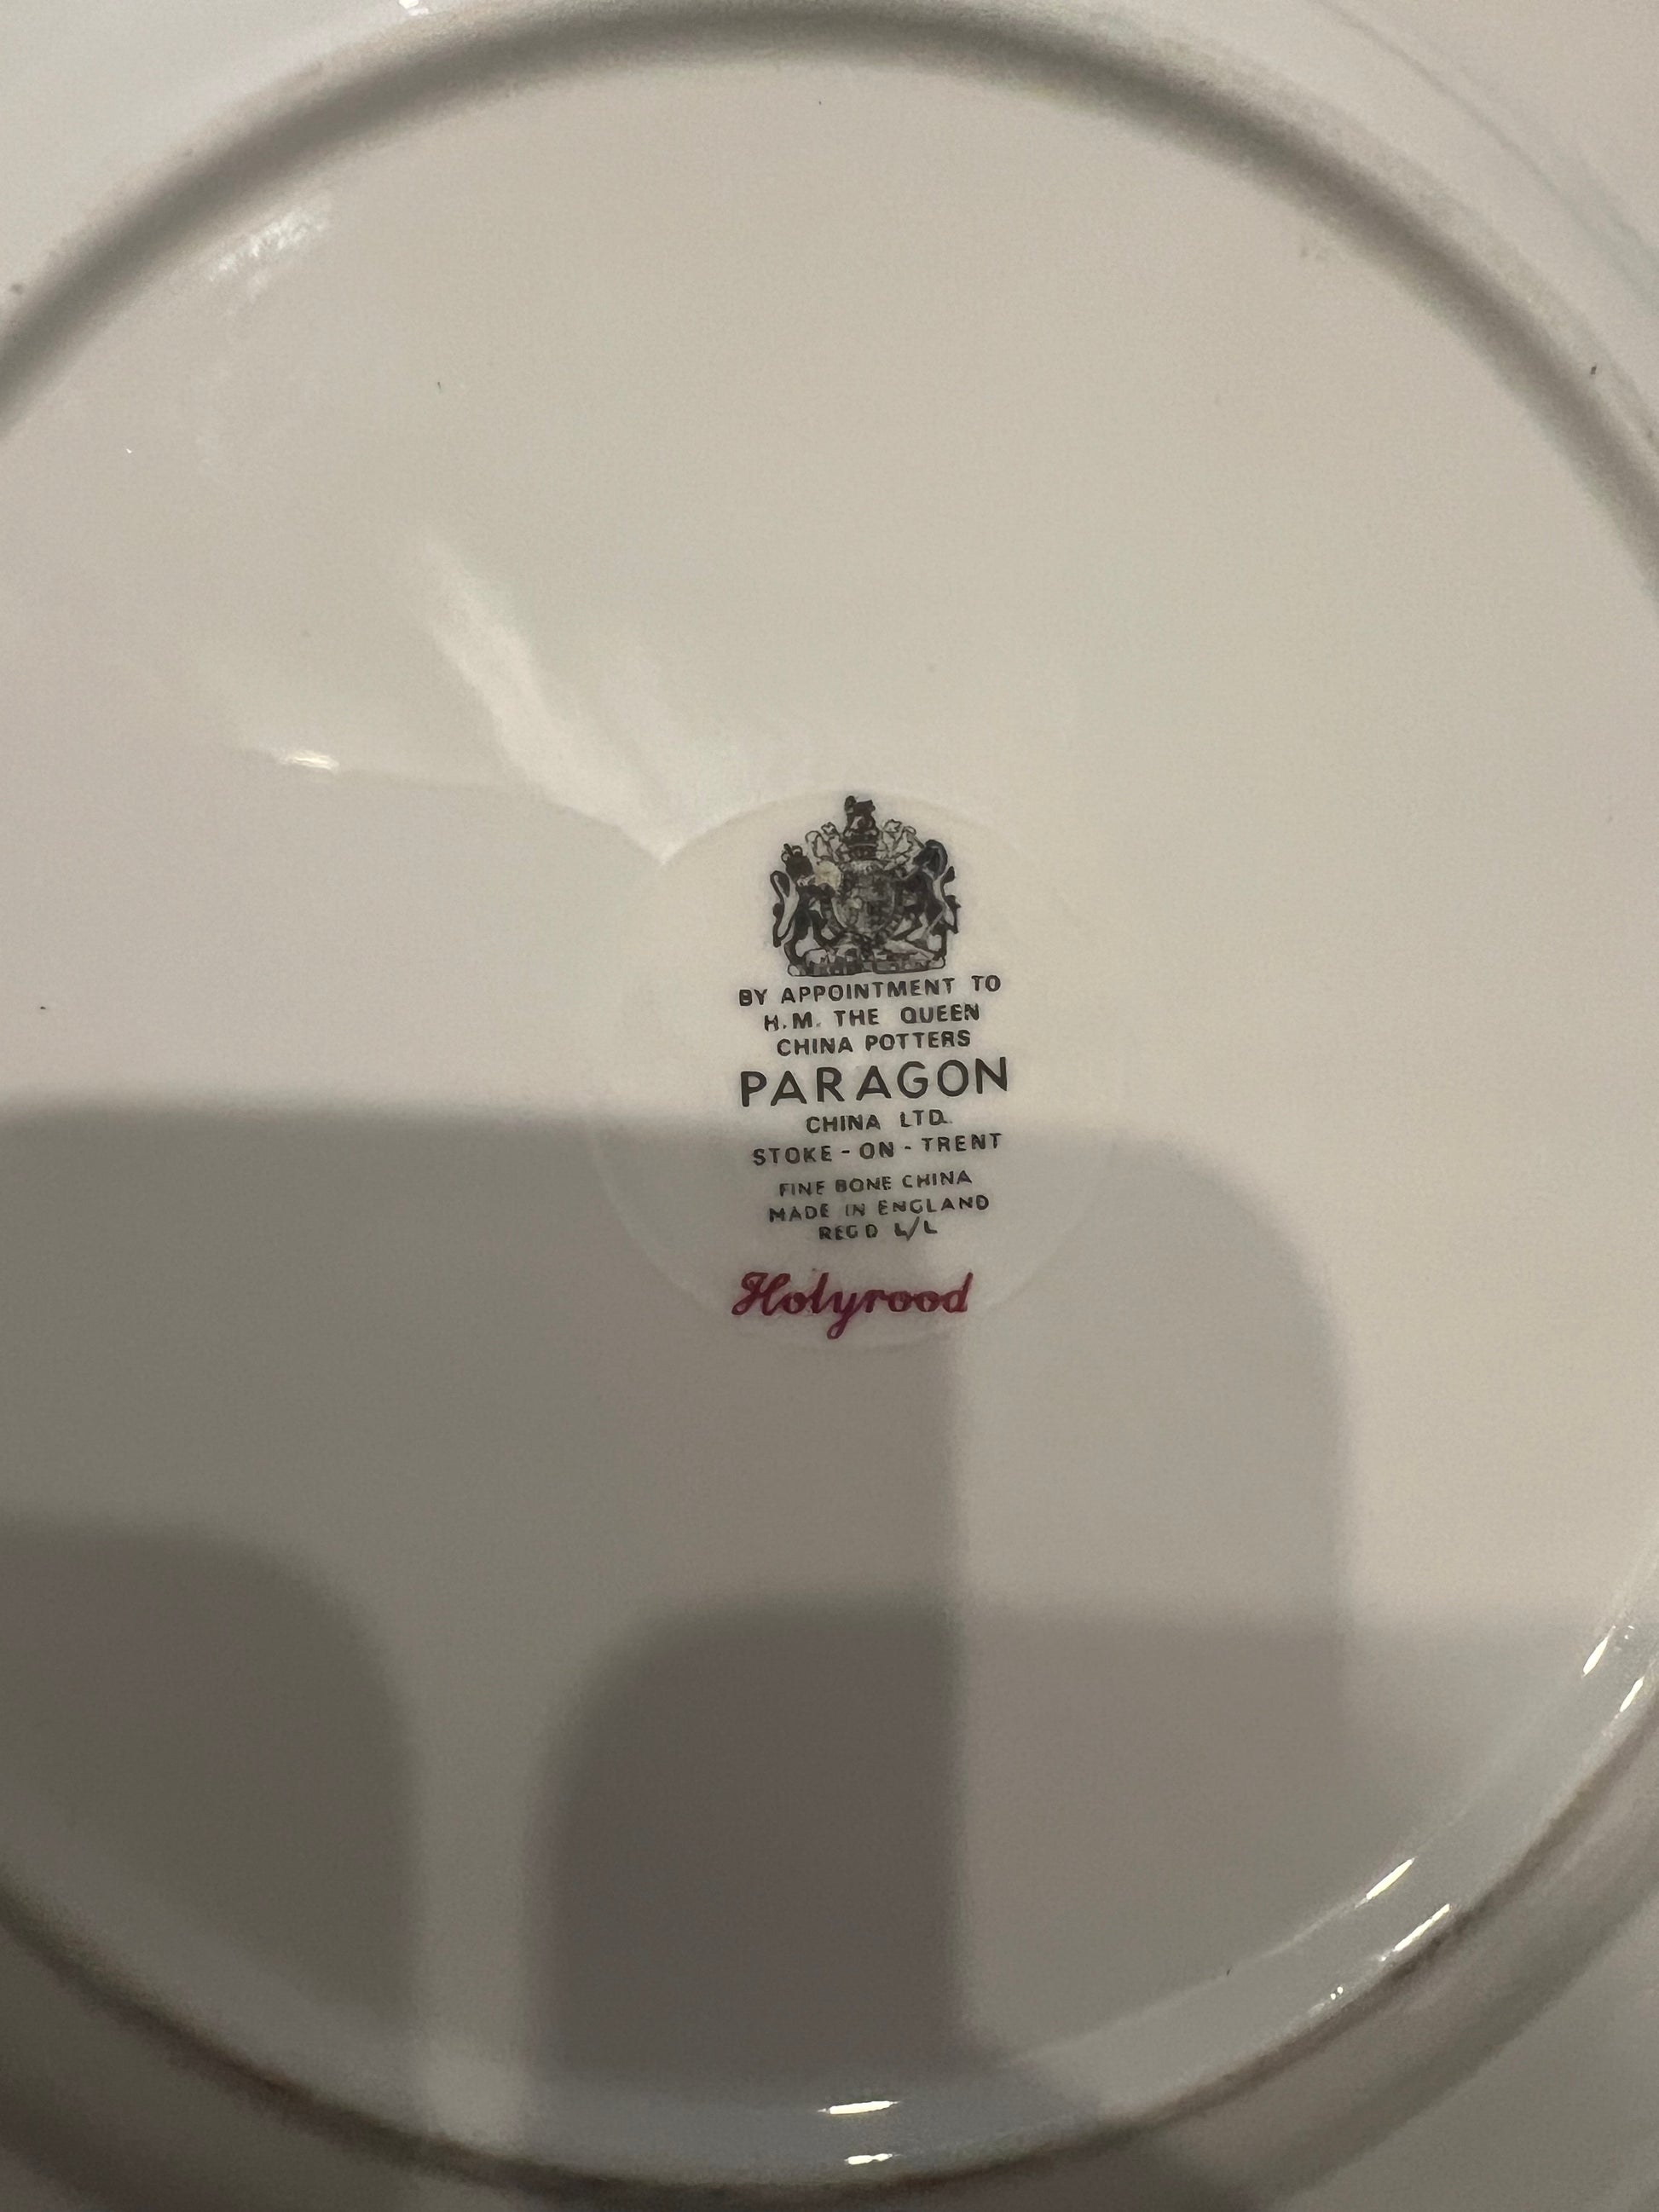 BY APPOINTMENT TO
H.M. THE QUEEN
CHINA POTTERS
PARAGON
CHINA LTD.
STOKE-ON-TRENT
FINE BONE CHINA
MADE IN ENGLAND
REGD L/L
Holyrood